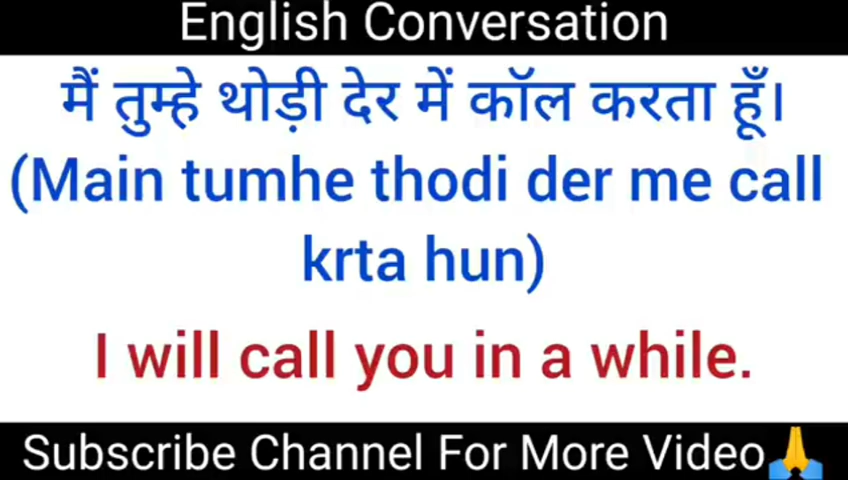 English Conversation
मैं तुम्हे थोड़ी देर में कॉल करता हूँ।
(Main tumhe thodi der me call
krta hun)
I will call you in a while.
Subscribe Channel For More Video🙏